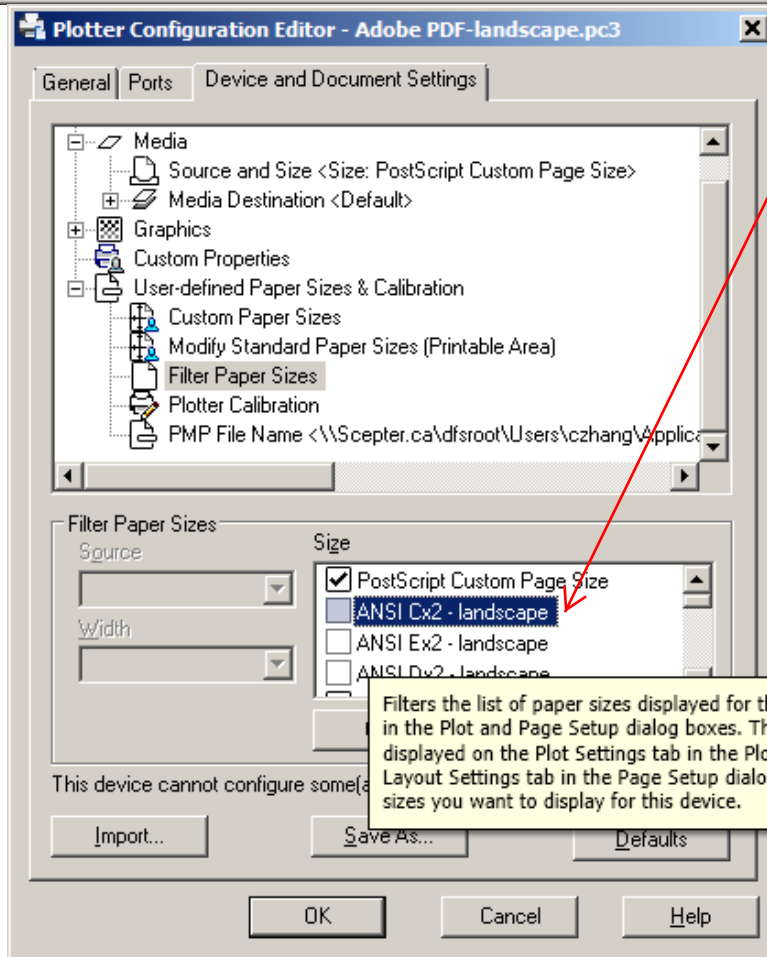 Plotter Configuration Editor - Adobe PDF-landscape.pc3
General Ports Device and Document Settings
Media
Source and Size <Size: PostScript Custom Page Size>
Media Destination <Default>
Graphics
Custom Properties
User-defined Paper Sizes & Calibration
Custom Paper Sizes
Modify Standard Paper Sizes (Printable Area)
Filter Paper Sizes
Plotter Calibration
PMP File Name <\\Scepter.ca\dfsroot\Users\czhang\Applica
Filter Paper Sizes
Source
Size
PostScript Custom Page Size
ANSI Cx2 - landscape
Width
ANSI Ex2 - landscape
ANSI Dx2 - landscape
Filters the list of paper sizes displayed for th
in the Plot and Page Setup dialog boxes. Th
displayed on the Plot Settings tab in the Plo
Layout Settings tab in the Page Setup dialo
sizes you want to display for this device.
This device cannot configure some(a
Import... Save As... Defaults
OK Cancel Help